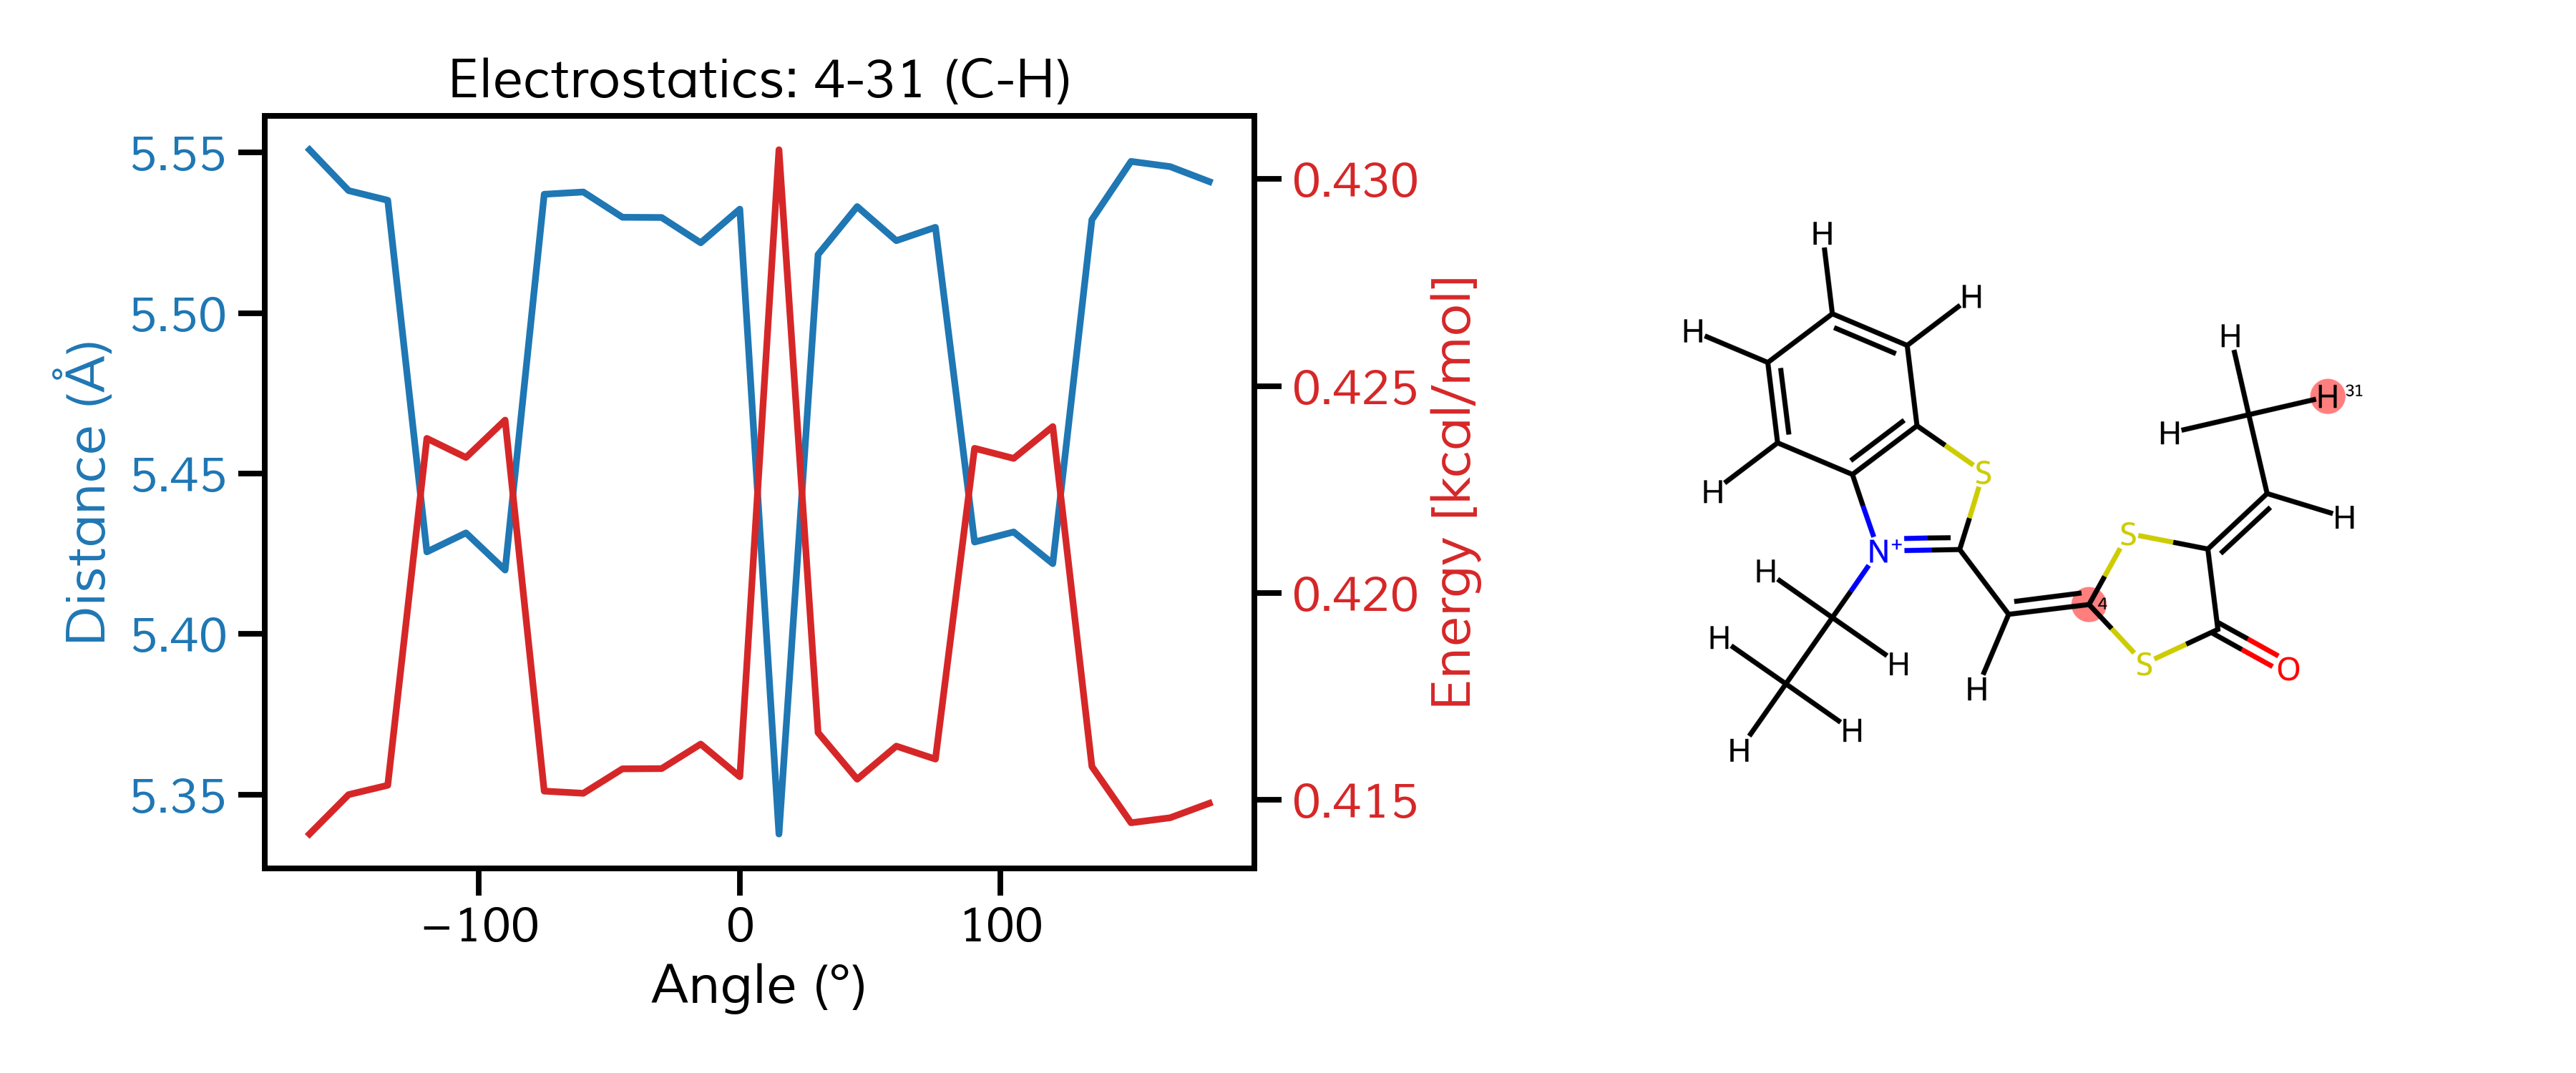 Electrostatics: 4-31 (C-H)
Distance (Å)
5.55
5.50
5.45
5.40
5.35
−100
0
100
Angle (°)
0.430
0.425
0.420
0.415
Energy [kcal/mol]
H
H
H
H
H
H 31
H
S
H
S
N+
H
4
H
H
S
O
H
H
H
H